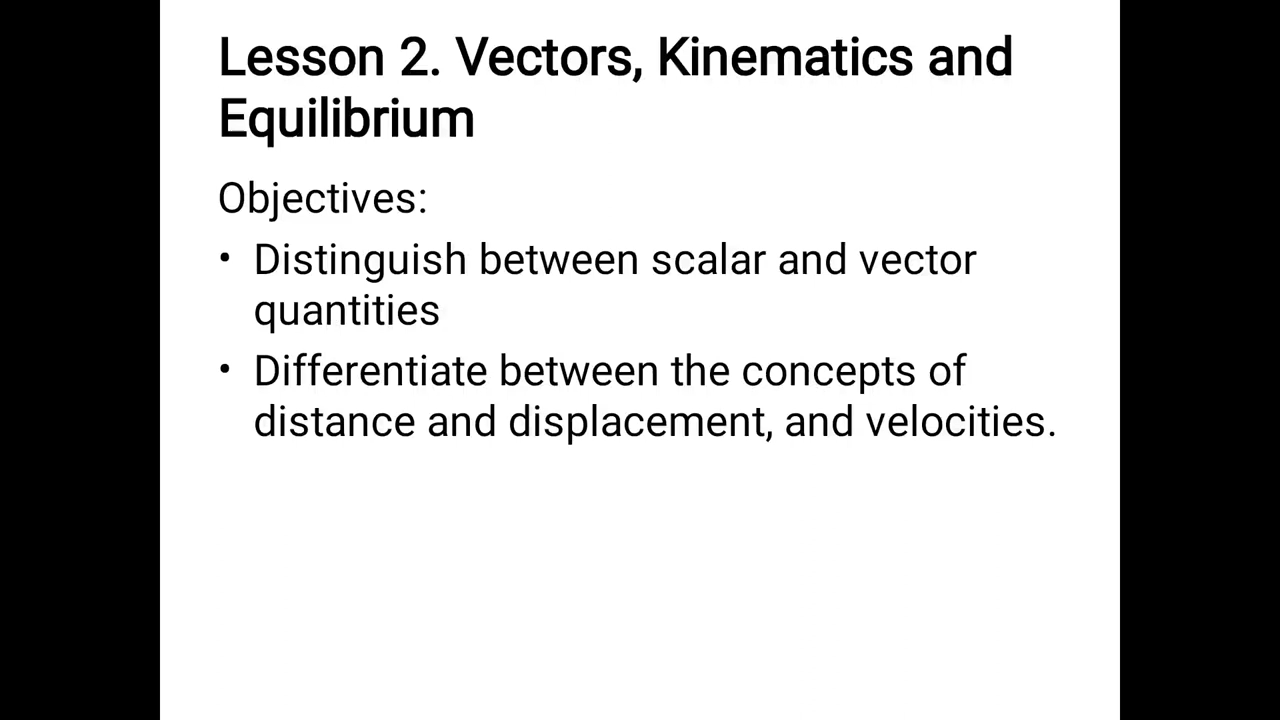 Lesson 2. Vectors, Kinematics and
Equilibrium
Objectives:
• Distinguish between scalar and vector
quantities
• Differentiate between the concepts of
distance and displacement, and velocities.